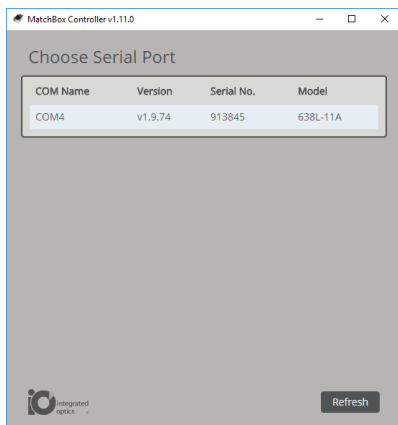 MatchBox Controller v1.11.0
Choose Serial Port
COM Name Version Serial No. Model
COM4 v1.9.74 913845 638L-11A
integrated
optics
Refresh